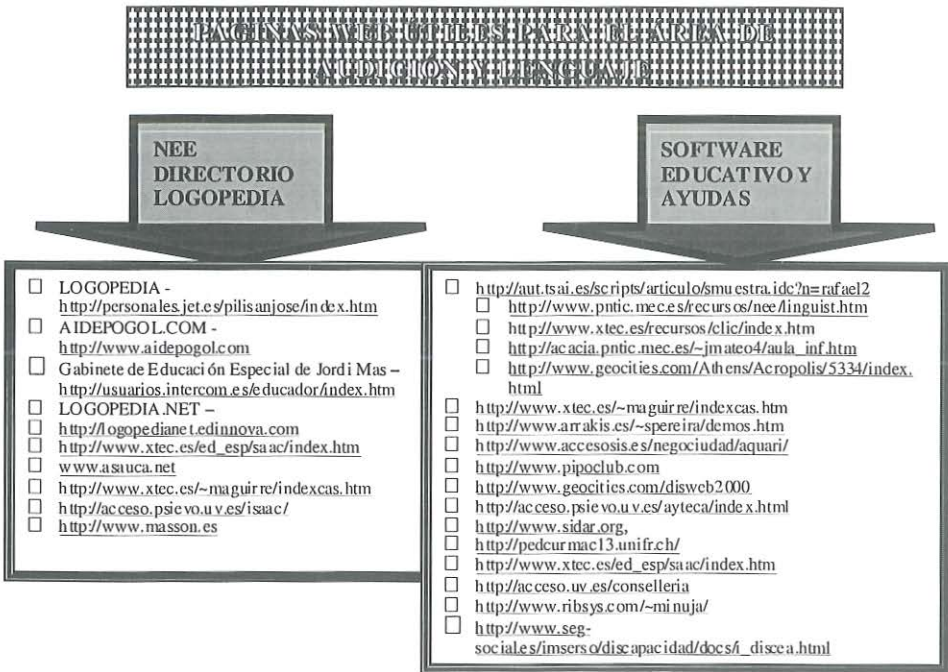 PÁGINAS WEB ÚTILES PARA EL ÁREA DE
AUDICIÓN Y LENGUAJE
NEE
DIRECTORIO
LOGOPEDIA
LOGOPEDIA -
http://personales.jet.es/pilisanjose/index.htm
AIDEPOGOL.COM -
http://www.aidepogol.com
Gabinete de Educación Especial de Jordi Mas –
http://usuarios.intercom.es/educador/index.htm
LOGOPEDIA.NET –
http://logopedianet.edinnova.com
http://www.xtec.es/ed_esp/saac/index.htm
www.asauca.net
http://www.xtec.es/~maguirre/indexcas.htm
http://acceso.psievo.uv.es/isaac/
http://www.masson.es
SOFTWARE
EDUCATIVO Y
AYUDAS
http://aut.tsai.es/scripts/articulo/smuestra.idc?n=rafael2
http://www.pntic.mec.es/recursos/nee/linguist.htm
http://www.xtec.es/recursos/clic/index.htm
http://acacia.pntic.mec.es/~jmateo4/aula_inf.htm
http://www.geocities.com/Athens/Acropolis/5334/index.
html
http://www.xtec.es/~maguirre/indexcas.htm
http://www.arrakis.es/~spereira/demos.htm
http://www.accesosis.es/negociudad/aquari/
http://www.pipoclub.com
http://www.geocities.com/disweb2000
http://acceso.psievo.uv.es/ayteca/index.html
http://www.sidar.org,
http://pedcurmac13.unifr.ch/
http://www.xtec.es/ed_esp/saac/index.htm
http://acceso.uv.es/conselleria
http://www.ribsys.com/~minuja/
http://www.seg-
sociales/imserso/discapacidad/docs/i_discea.html